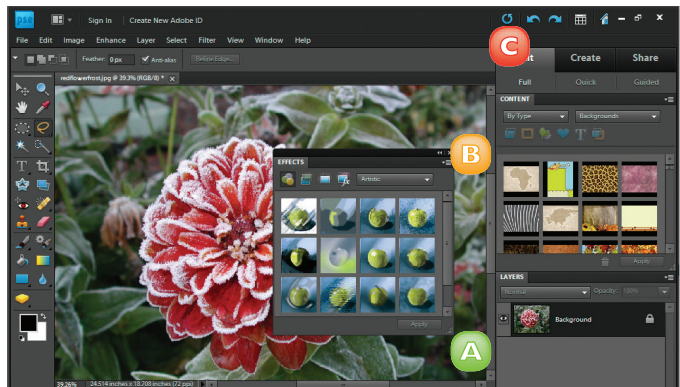 pse Sign In Create New Adobe ID
File Edit Image Enhance Layer Select Filter View Window Help
Feather: 0 px Anti-alias Refine Edge...
redflowerfrost.jpg @ 39.3% (RGB/8) * x
C
Create Share
Full Quick Guided
CONTENT
By Type Backgrounds
T
B
EFFECTS
fx Artistic
Apply
Apply
LAYERS
Normal Opacity: 100%
Background
A
39.26% 24.514 inches x 18.708 inches (72 ppi)